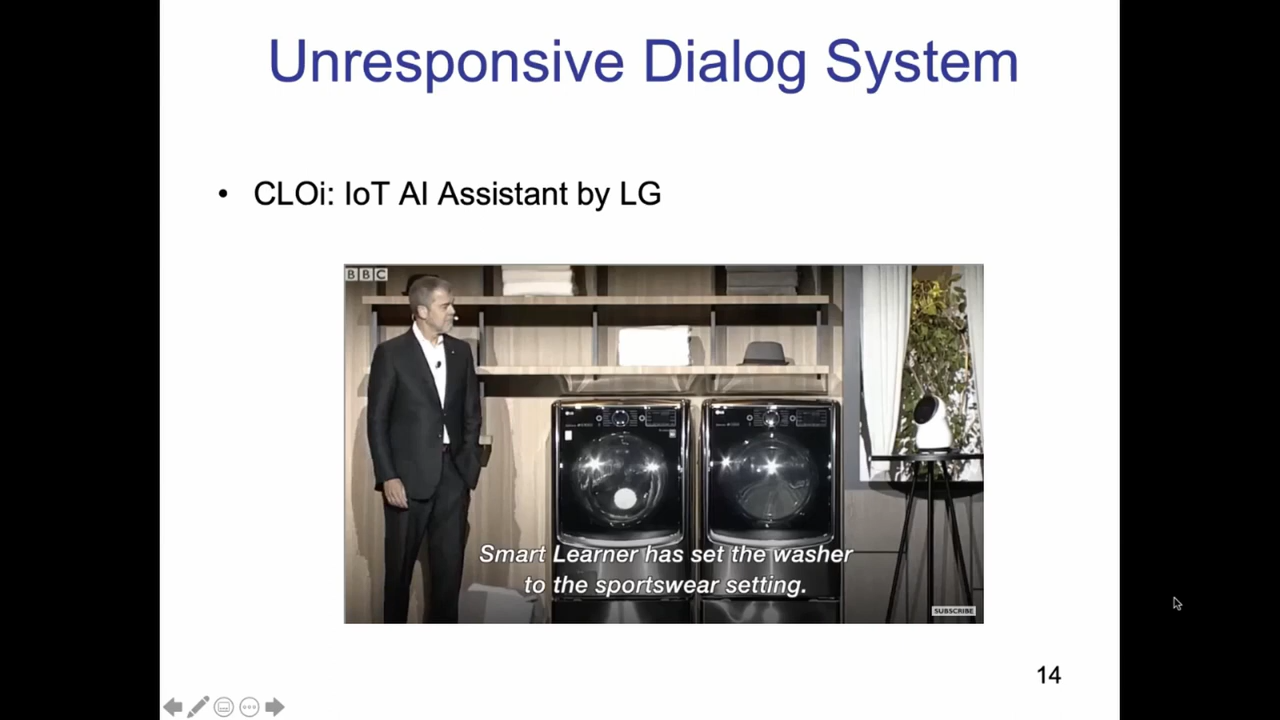 Unresponsive Dialog System
• CLOi: IoT AI Assistant by LG
BBC
Smart Learner has set the washer
to the sportswear setting.
SUBSCRIBE
14